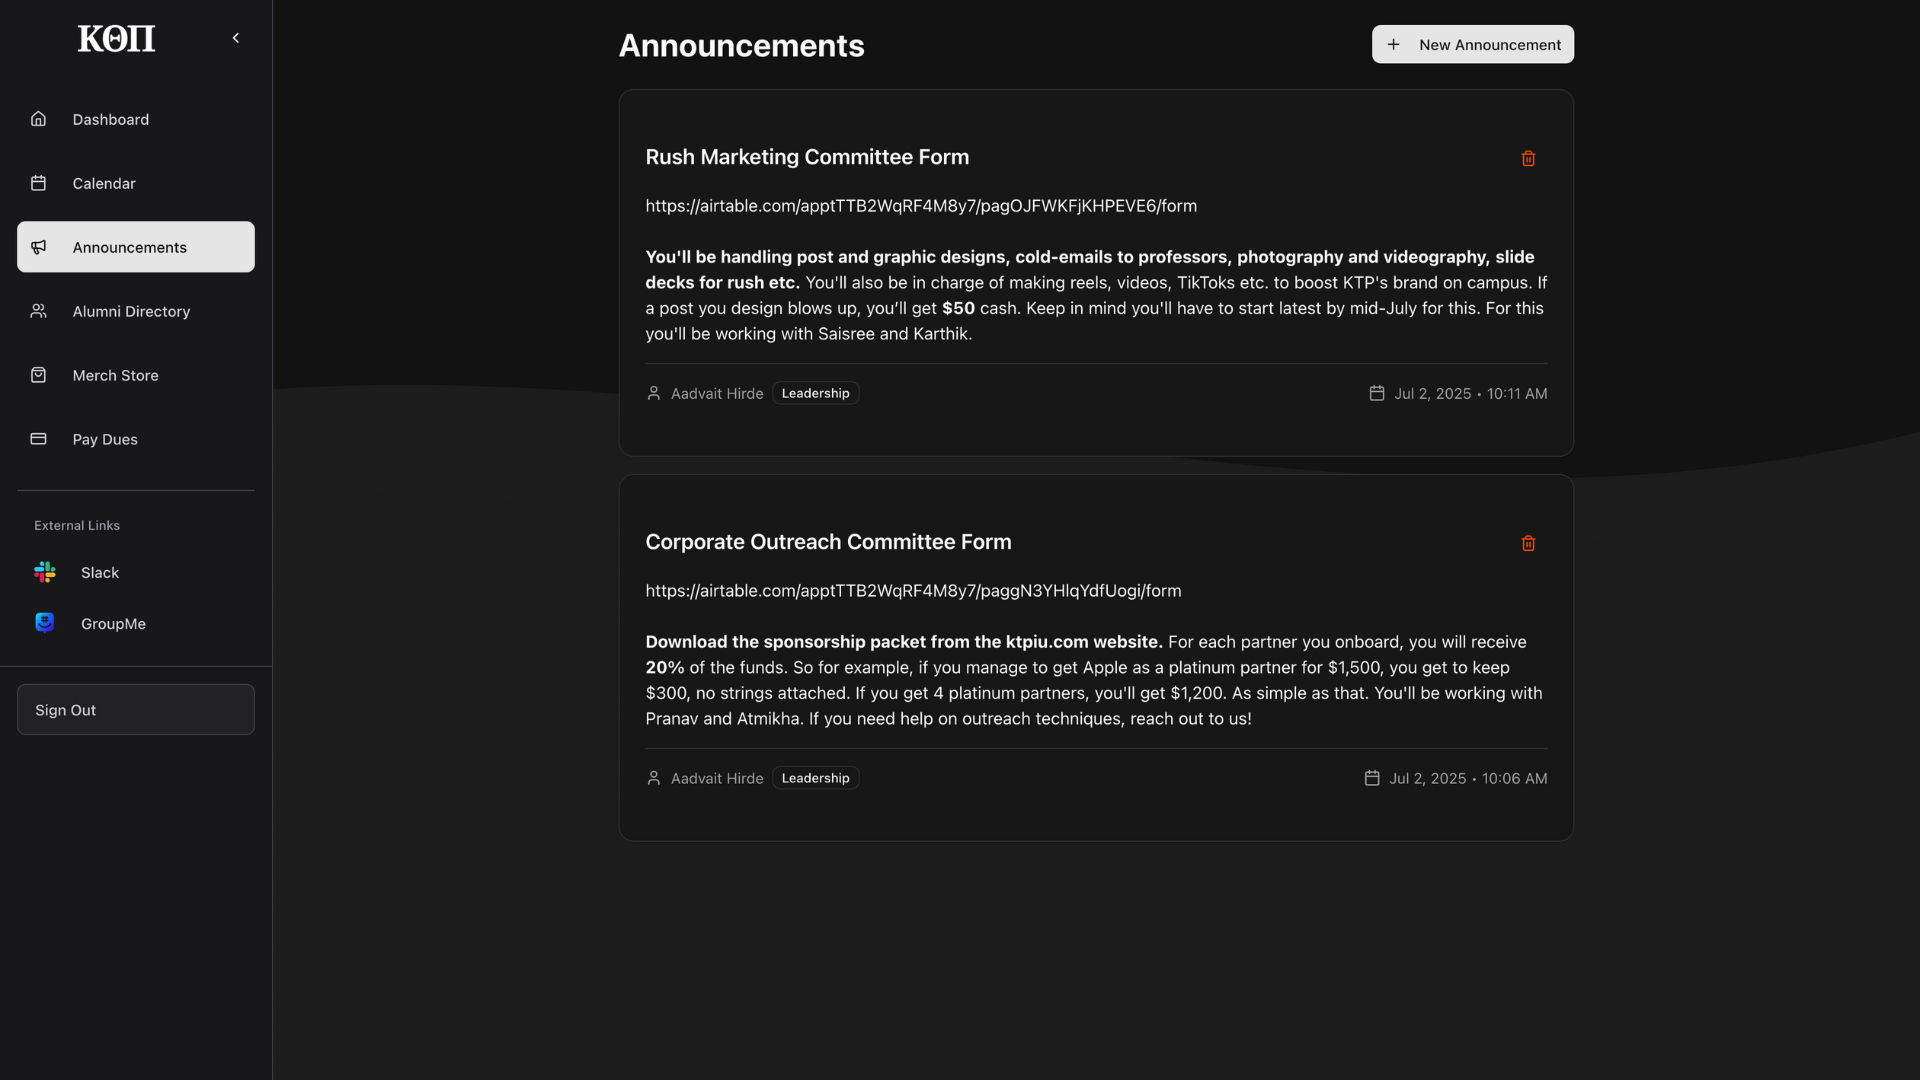 ΚΘΠ
Dashboard
Calendar
Announcements
Alumni Directory
Merch Store
Pay Dues
External Links
Slack
GroupMe
Sign Out
Announcements
New Announcement
Rush Marketing Committee Form
https://airtable.com/apptTTB2WqRF4M8y7/pagOJFWKFjKHPEVE6/form
You'll be handling post and graphic designs, cold-emails to professors, photography and videography, slide
decks for rush etc. You'll also be in charge of making reels, videos, TikToks etc. to boost KTP's brand on campus. If
a post you design blows up, you’ll get $50 cash. Keep in mind you'll have to start latest by mid-July for this. For this
you'll be working with Saisree and Karthik.
Aadvait Hirde Leadership Jul 2, 2025 • 10:11 AM
Corporate Outreach Committee Form
https://airtable.com/apptTTB2WqRF4M8y7/paggN3YHlqYdfUogi/form
Download the sponsorship packet from the ktpiu.com website. For each partner you onboard, you will receive
20% of the funds. So for example, if you manage to get Apple as a platinum partner for $1,500, you get to keep
$300, no strings attached. If you get 4 platinum partners, you'll get $1,200. As simple as that. You'll be working with
Pranav and Atmikha. If you need help on outreach techniques, reach out to us!
Aadvait Hirde Leadership Jul 2, 2025 • 10:06 AM